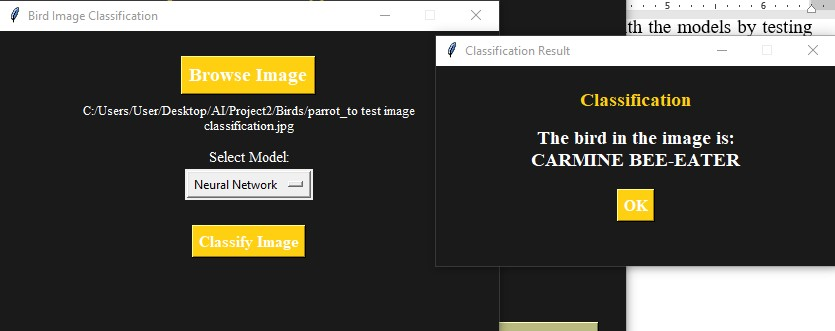 Bird Image Classification
Browse Image
C:/Users/User/Desktop/AI/Project2/Birds/parrot_to test image
classification.jpg
Select Model:
Neural Network
Classify Image
5 6
the models by testing
Classification Result
Classification
The bird in the image is:
CARMINE BEE-EATER
OK